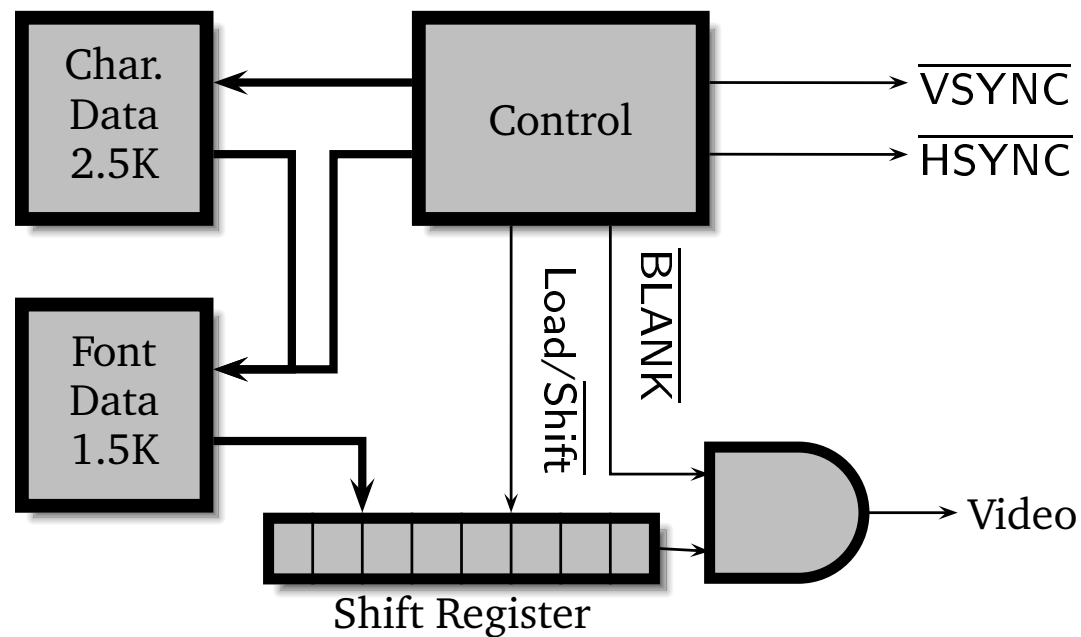 Char.
Data
2.5K
Control
VSYNC
HSYNC
Font
Data
1.5K
Load/Shift
BLANK
Video
Shift Register